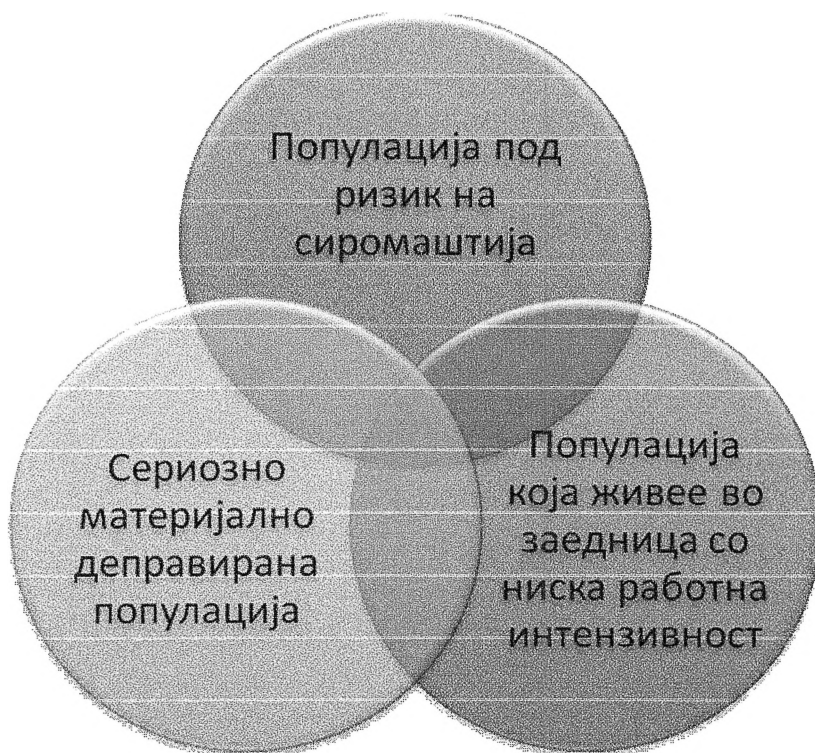 Популација под
ризик на
сиромаштија
Сериозно
материјално
деправирана
популација
Популација
која живее во
заедница со
ниска работна
интензивност